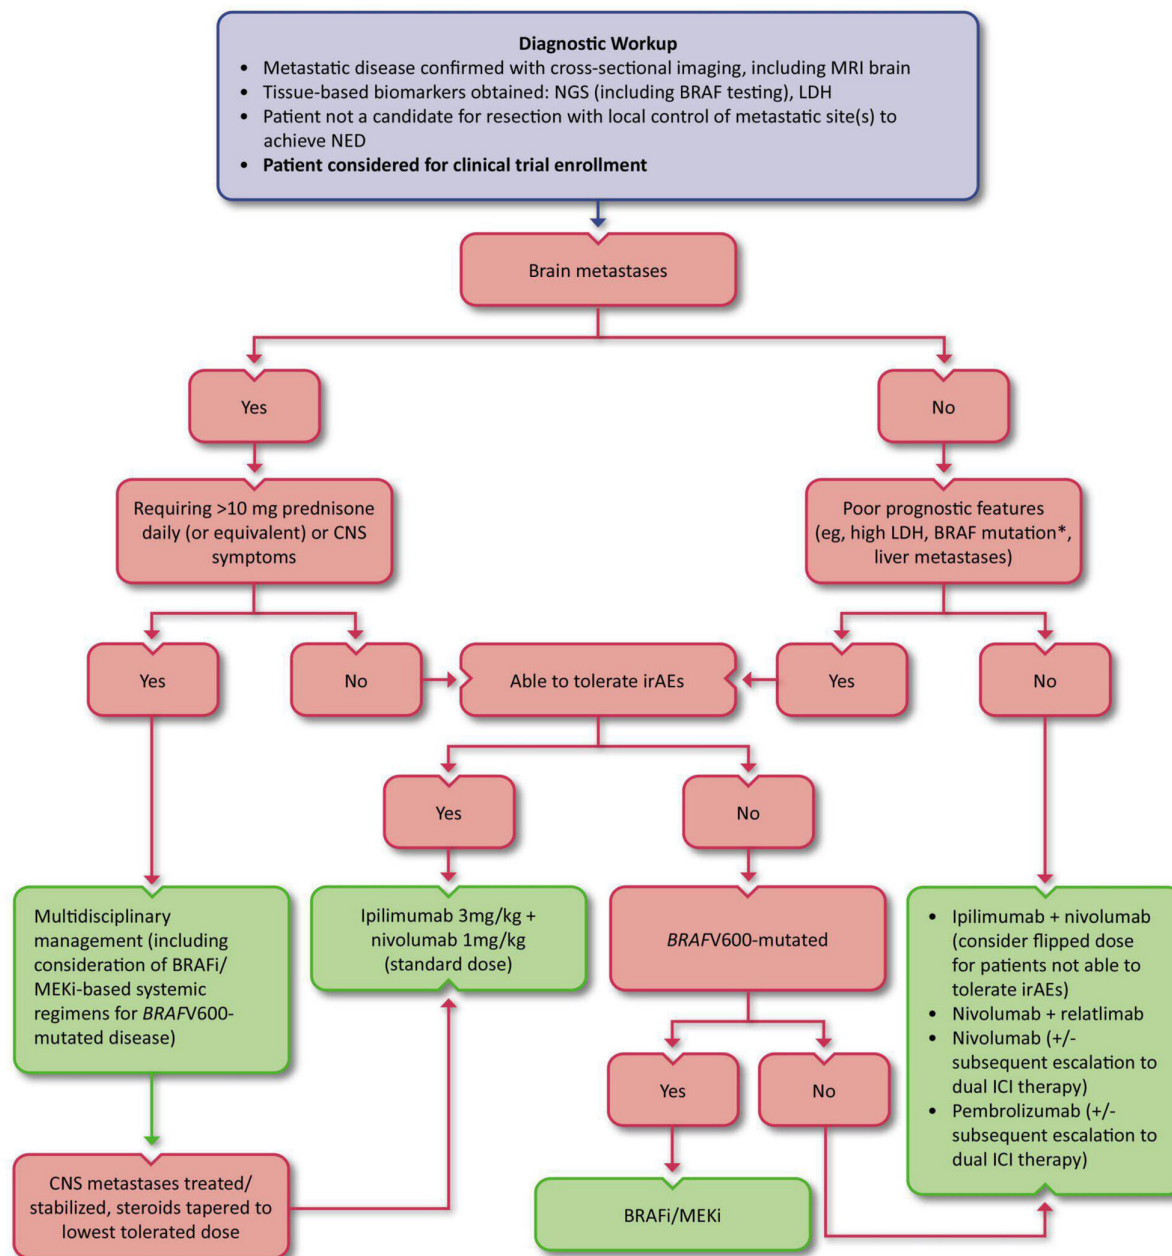 Diagnostic Workup
• Metastatic disease confirmed with cross-sectional imaging, including MRI brain
• Tissue-based biomarkers obtained: NGS (including BRAF testing), LDH
• Patient not a candidate for resection with local control of metastatic site(s) to
achieve NED
• Patient considered for clinical trial enrollment
Brain metastases
Yes
No
Requiring >10 mg prednisone
daily (or equivalent) or CNS
symptoms
Poor prognostic features
(eg, high LDH, BRAF mutation*,
liver metastases)
Yes
No
Able to tolerate irAEs
Yes
No
Yes
No
Multidisciplinary
management (including
consideration of BRAFi/
MEKi-based systemic
regimens for BRAFV600-
mutated disease)
Ipilimumab 3mg/kg +
nivolumab 1mg/kg
(standard dose)
BRAFV600-mutated
• Ipilimumab + nivolumab
(consider flipped dose
for patients not able to
tolerate irAEs)
• Nivolumab + relatlimab
• Nivolumab (+/-
subsequent escalation to
dual ICI therapy)
• Pembrolizumab (+/-
subsequent escalation to
dual ICI therapy)
Yes
No
CNS metastases treated/
stabilized, steroids tapered to
lowest tolerated dose
BRAFi/MEKi